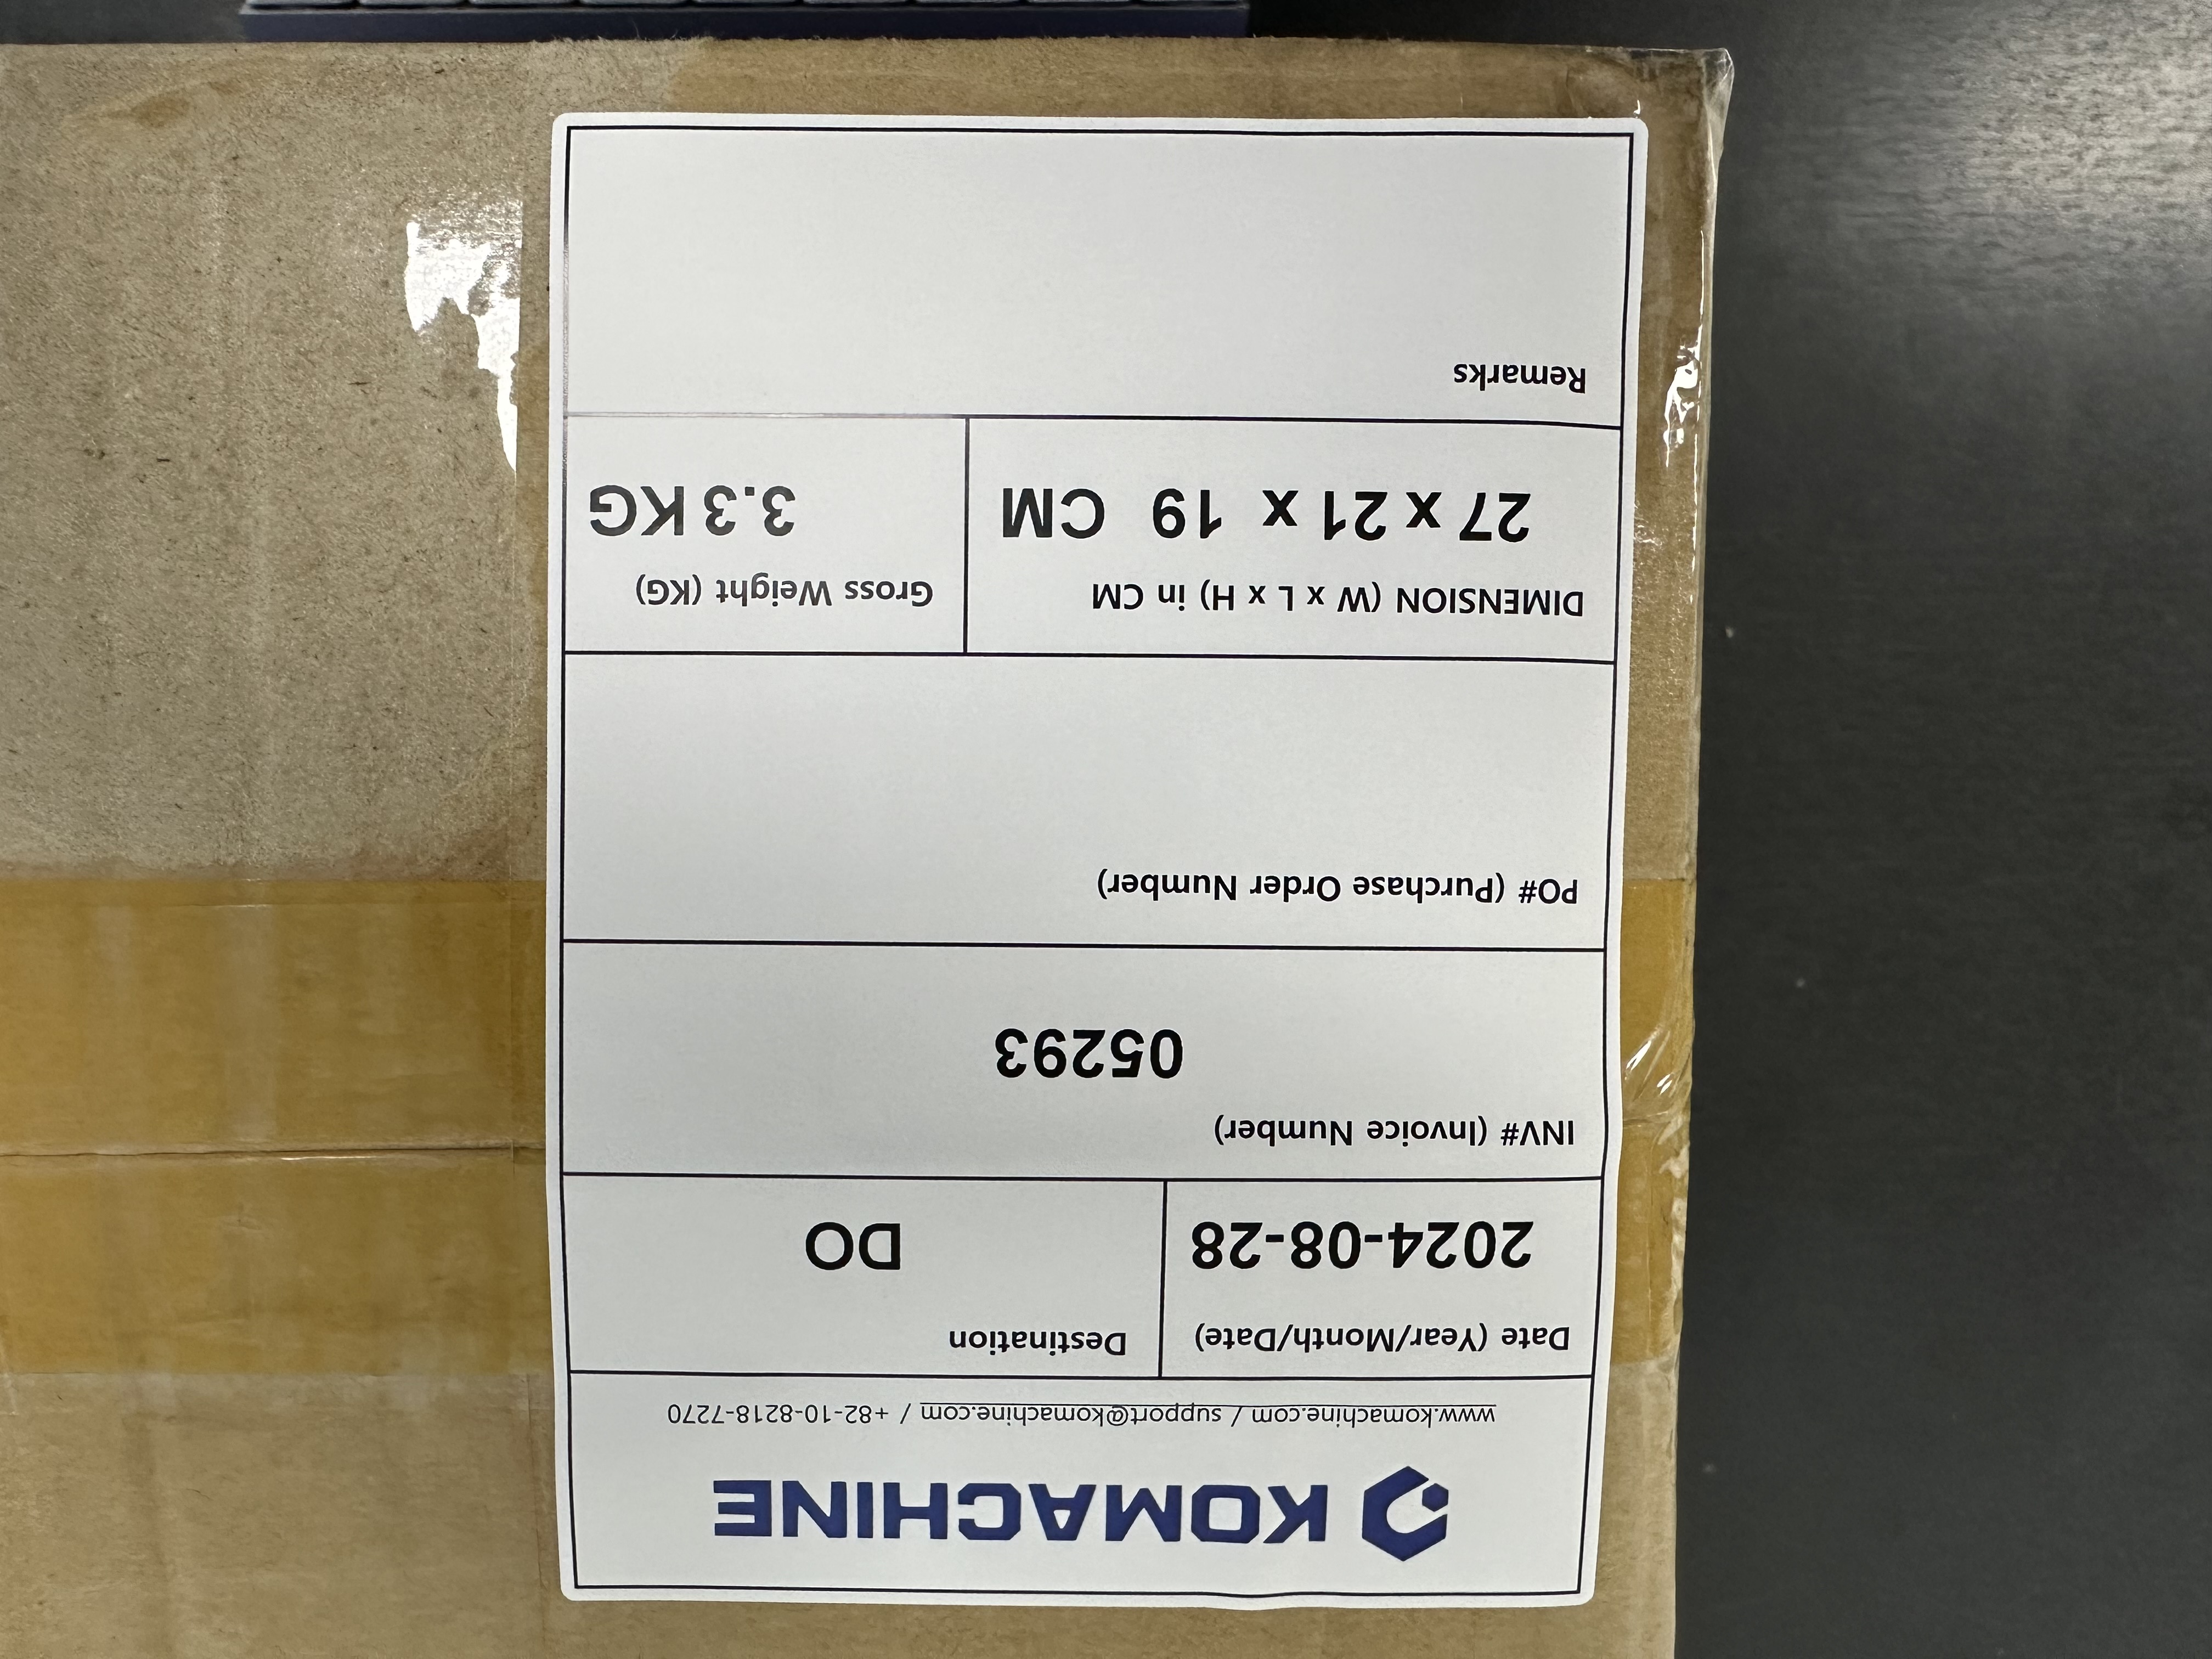 KOMACHINE
www.komachine.com / support@komachine.com / +82-10-8218-7270
Date (Year/Month/Date)
2024-08-28
Destination
DO
INV# (Invoice Number)
05293
PO# (Purchase Order Number)
DIMENSION (W x L x H) in CM
27 x 21 x 19 CM
Gross Weight (KG)
3.3 KG
Remarks